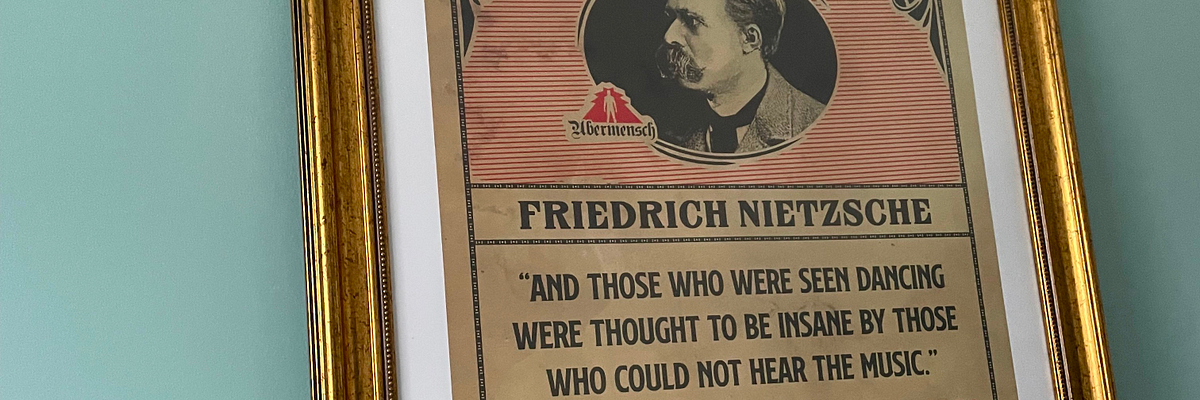 Übermensch
FRIEDRICH NIETZSCHE
“AND THOSE WHO WERE SEEN DANCING
WERE THOUGHT TO BE INSANE BY THOSE
WHO COULD NOT HEAR THE MUSIC.”